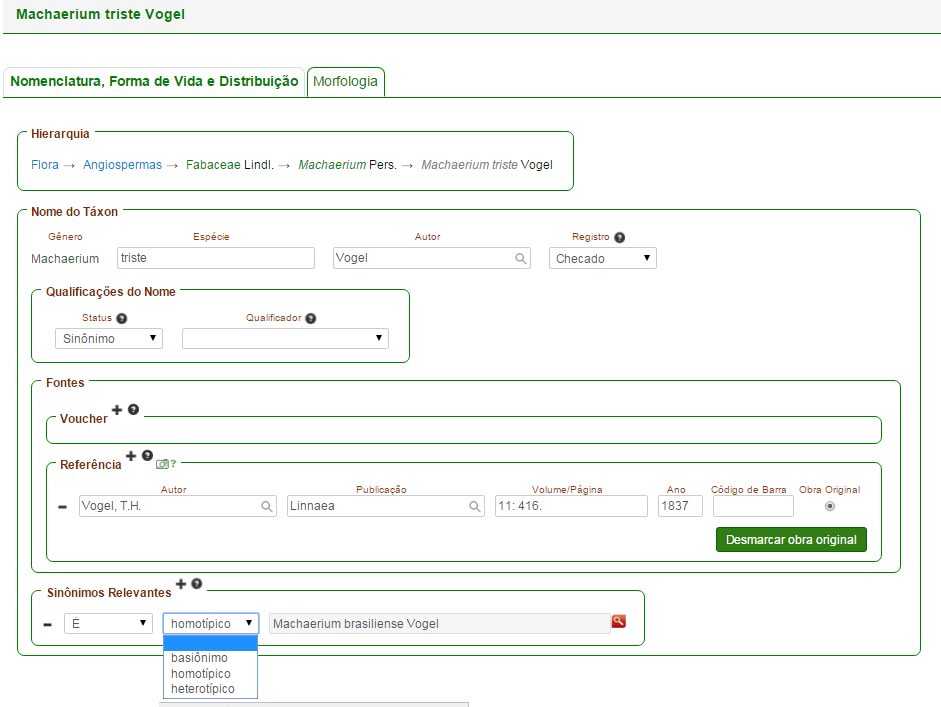 Machaerium triste Vogel
Nomenclatura, Forma de Vida e Distribuição Morfologia
Hierarquia
Flora → Angiospermas → Fabaceae Lindl. → Machaerium Pers. → Machaerium triste Vogel
Nome do Táxon
Gênero Espécie Autor Registro ?
Machaerium triste Vogel Checado
Qualificações do Nome
Status ? Qualificador ?
Sinônimo
Fontes
Voucher + ?
Referência + ? ?
Autor Publicação Volume/Página Ano Código de Barra Obra Original
Vogel, T.H. Linnaea 11: 416. 1837
Desmarcar obra original
Sinônimos Relevantes + ?
É homotípico Machaerium brasiliense Vogel
basiônimo
homotípico
heterotípico